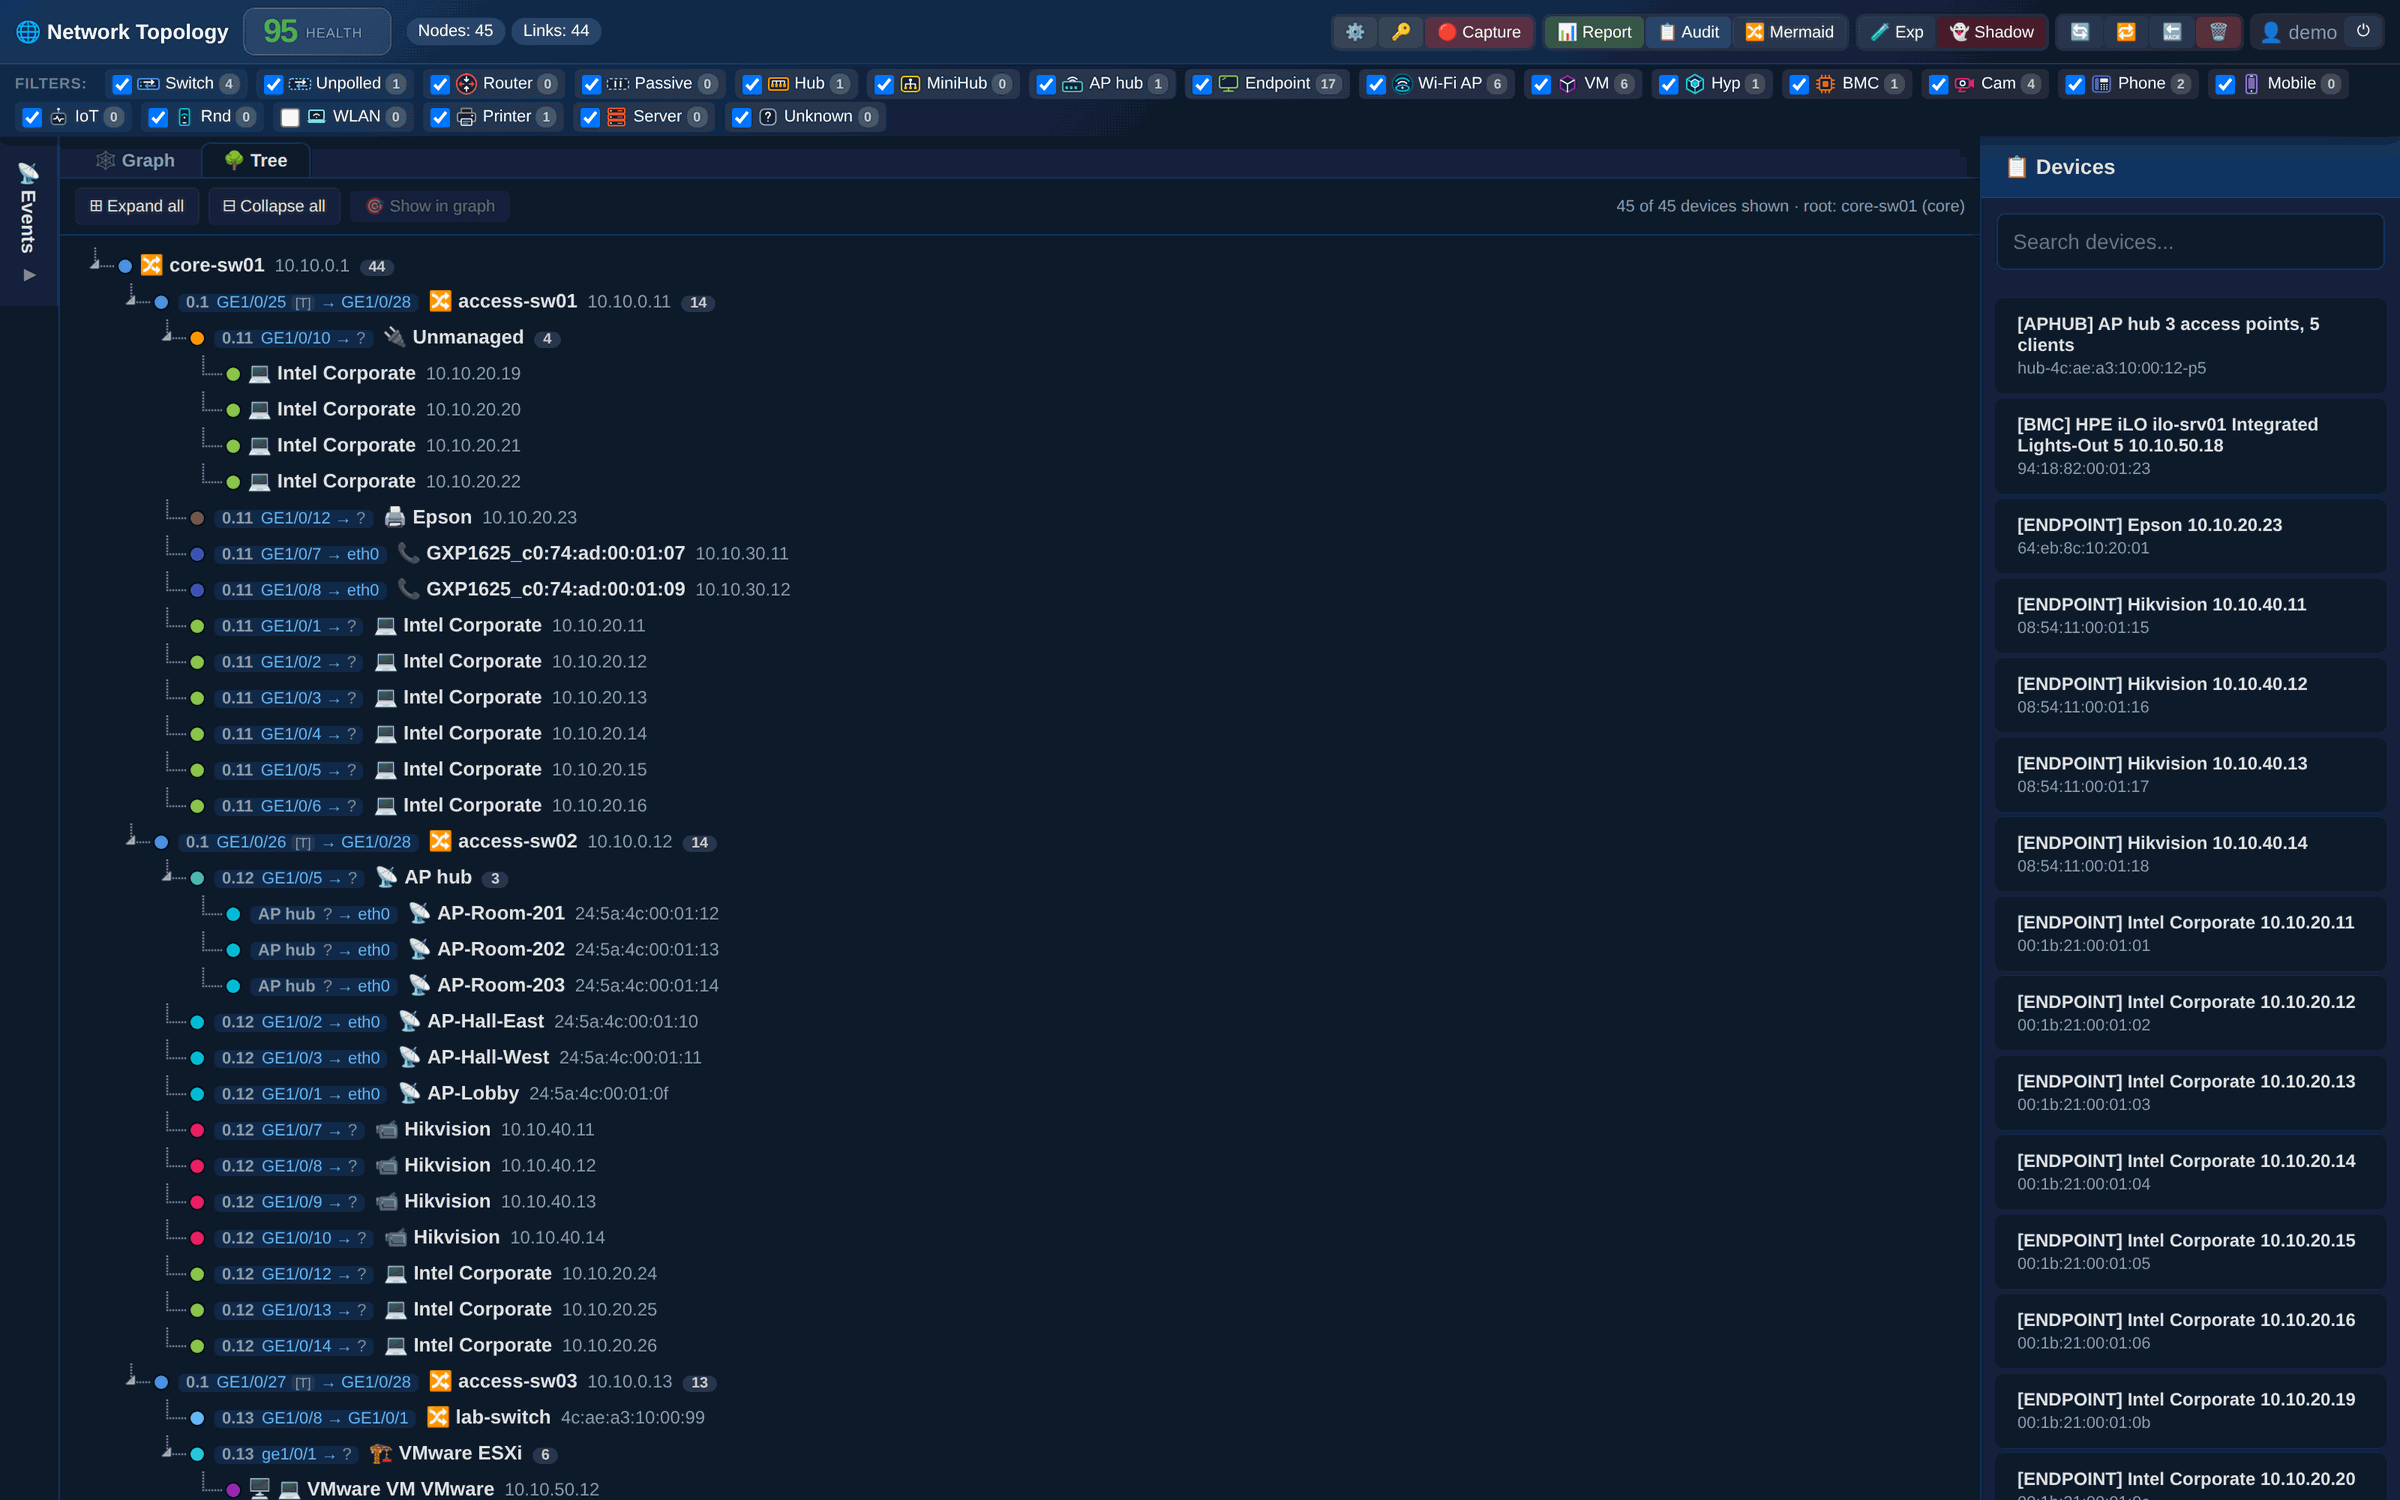 Network Topology 95 HEALTH Nodes: 45 Links: 44 Capture Report Audit Mermaid Exp Shadow demo
FILTERS: Switch 4 Unpolled 1 Router 0 Passive 0 Hub 1 MiniHub 0 AP hub 1 Endpoint 17 Wi-Fi AP 6 VM 6 Hyp 1 BMC 1 Cam 4 Phone 2 Mobile 0
IoT 0 Rnd 0 WLAN 0 Printer 1 Server 0 Unknown 0
Events
Graph Tree
Expand all Collapse all Show in graph 45 of 45 devices shown · root: core-sw01 (core)
core-sw01 10.10.0.1 44
0.1 GE1/0/25 [T] → GE1/0/28 access-sw01 10.10.0.11 14
0.11 GE1/0/10 → ? Unmanaged 4
Intel Corporate 10.10.20.19
Intel Corporate 10.10.20.20
Intel Corporate 10.10.20.21
Intel Corporate 10.10.20.22
0.11 GE1/0/12 → ? Epson 10.10.20.23
0.11 GE1/0/7 → eth0 GXP1625_c0:74:ad:00:01:07 10.10.30.11
0.11 GE1/0/8 → eth0 GXP1625_c0:74:ad:00:01:09 10.10.30.12
0.11 GE1/0/1 → ? Intel Corporate 10.10.20.11
0.11 GE1/0/2 → ? Intel Corporate 10.10.20.12
0.11 GE1/0/3 → ? Intel Corporate 10.10.20.13
0.11 GE1/0/4 → ? Intel Corporate 10.10.20.14
0.11 GE1/0/5 → ? Intel Corporate 10.10.20.15
0.11 GE1/0/6 → ? Intel Corporate 10.10.20.16
0.1 GE1/0/26 [T] → GE1/0/28 access-sw02 10.10.0.12 14
0.12 GE1/0/5 → ? AP hub 3
AP hub ? → eth0 AP-Room-201 24:5a:4c:00:01:12
AP hub ? → eth0 AP-Room-202 24:5a:4c:00:01:13
AP hub ? → eth0 AP-Room-203 24:5a:4c:00:01:14
0.12 GE1/0/2 → eth0 AP-Hall-East 24:5a:4c:00:01:10
0.12 GE1/0/3 → eth0 AP-Hall-West 24:5a:4c:00:01:11
0.12 GE1/0/1 → eth0 AP-Lobby 24:5a:4c:00:01:0f
0.12 GE1/0/7 → ? Hikvision 10.10.40.11
0.12 GE1/0/8 → ? Hikvision 10.10.40.12
0.12 GE1/0/9 → ? Hikvision 10.10.40.13
0.12 GE1/0/10 → ? Hikvision 10.10.40.14
0.12 GE1/0/12 → ? Intel Corporate 10.10.20.24
0.12 GE1/0/13 → ? Intel Corporate 10.10.20.25
0.12 GE1/0/14 → ? Intel Corporate 10.10.20.26
0.1 GE1/0/27 [T] → GE1/0/28 access-sw03 10.10.0.13 13
0.13 GE1/0/8 → GE1/0/1 lab-switch 4c:ae:a3:10:00:99
0.13 ge1/0/1 → ? VMware ESXi 6
VMware VM VMware 10.10.50.12
Devices
Search devices...
[APHUB] AP hub 3 access points, 5
clients
hub-4c:ae:a3:10:00:12-p5
[BMC] HPE iLO ilo-srv01 Integrated
Lights-Out 5 10.10.50.18
94:18:82:00:01:23
[ENDPOINT] Epson 10.10.20.23
64:eb:8c:10:20:01
[ENDPOINT] Hikvision 10.10.40.11
08:54:11:00:01:15
[ENDPOINT] Hikvision 10.10.40.12
08:54:11:00:01:16
[ENDPOINT] Hikvision 10.10.40.13
08:54:11:00:01:17
[ENDPOINT] Hikvision 10.10.40.14
08:54:11:00:01:18
[ENDPOINT] Intel Corporate 10.10.20.11
00:1b:21:00:01:01
[ENDPOINT] Intel Corporate 10.10.20.12
00:1b:21:00:01:02
[ENDPOINT] Intel Corporate 10.10.20.13
00:1b:21:00:01:03
[ENDPOINT] Intel Corporate 10.10.20.14
00:1b:21:00:01:04
[ENDPOINT] Intel Corporate 10.10.20.15
00:1b:21:00:01:05
[ENDPOINT] Intel Corporate 10.10.20.16
00:1b:21:00:01:06
[ENDPOINT] Intel Corporate 10.10.20.19
00:1b:21:00:01:0b
[ENDPOINT] Intel Corporate 10.10.20.20